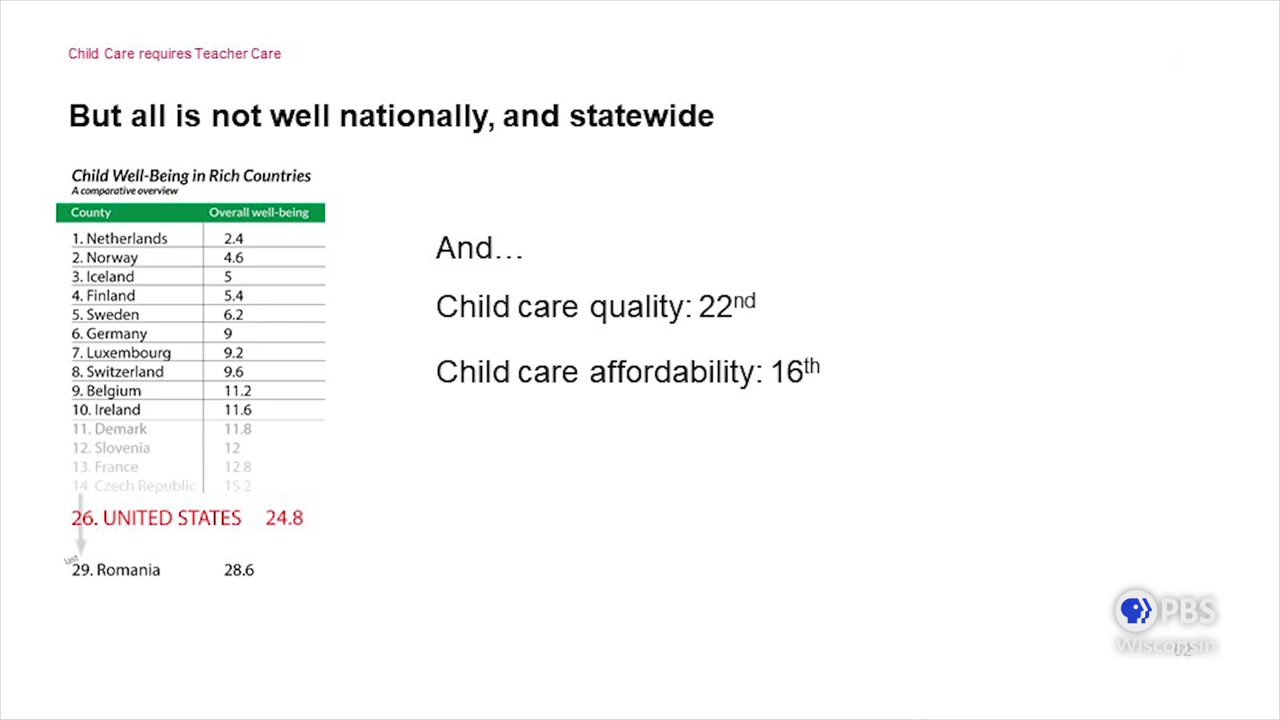 Child Care requires Teacher Care
But all is not well nationally, and statewide
Child Well-Being in Rich Countries
A comparative overview
County Overall well-being
1. Netherlands 2.4
2. Norway 4.6
3. Iceland 5
4. Finland 5.4
5. Sweden 6.2
6. Germany 9
7. Luxembourg 9.2
8. Switzerland 9.6
9. Belgium 11.2
10. Ireland 11.6
11. Demark 11.8
12. Slovenia 12
13. France 12.8
14 Czech Republic 15.2
26. UNITED STATES 24.8
last
29. Romania 28.6
And…
Child care quality: 22nd
Child care affordability: 16th
PBS
Wisconsin
02